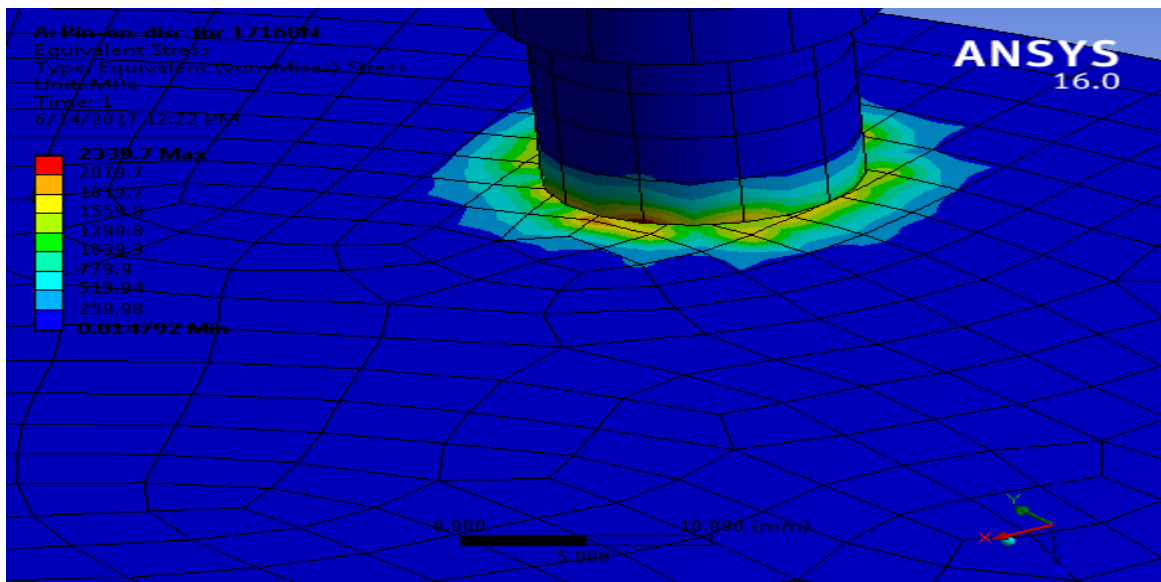 A: Pin-on-disc for 17160N
Equivalent Stress
Type: Equivalent (von-Mises) Stress
Unit: MPa
Time: 1
6/14/2017 12:22 PM
2339.7 Max
2079.7
1819.7
1559.8
1299.8
1039.9
779.9
519.94
259.98
0.014792 Min
ANSYS
16.0
0.000
10.000 (mm)
5.000
Y
X